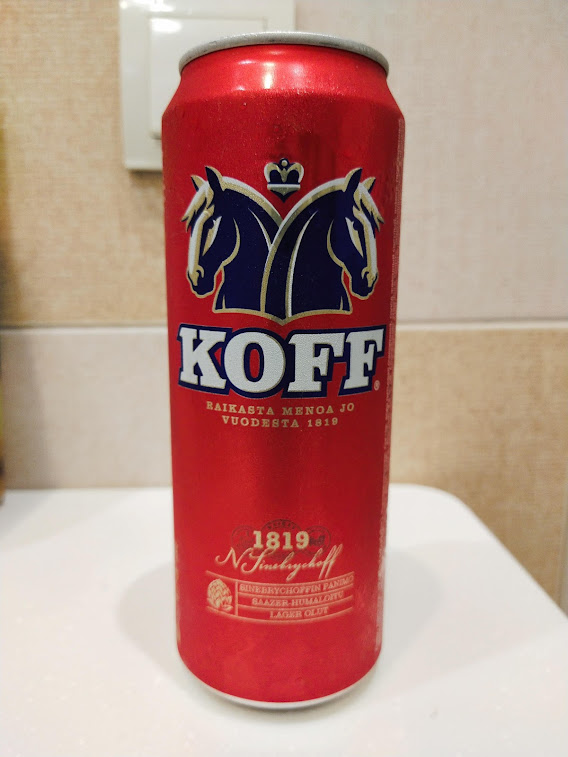 KOFF
RAIKASTA MENOA JO
VUODESTA 1819
1819
N. Sinebrychoff
SINEBRYCHOFFIN PANIMO
SAAZER-HUMALOITU
LAGER OLUT